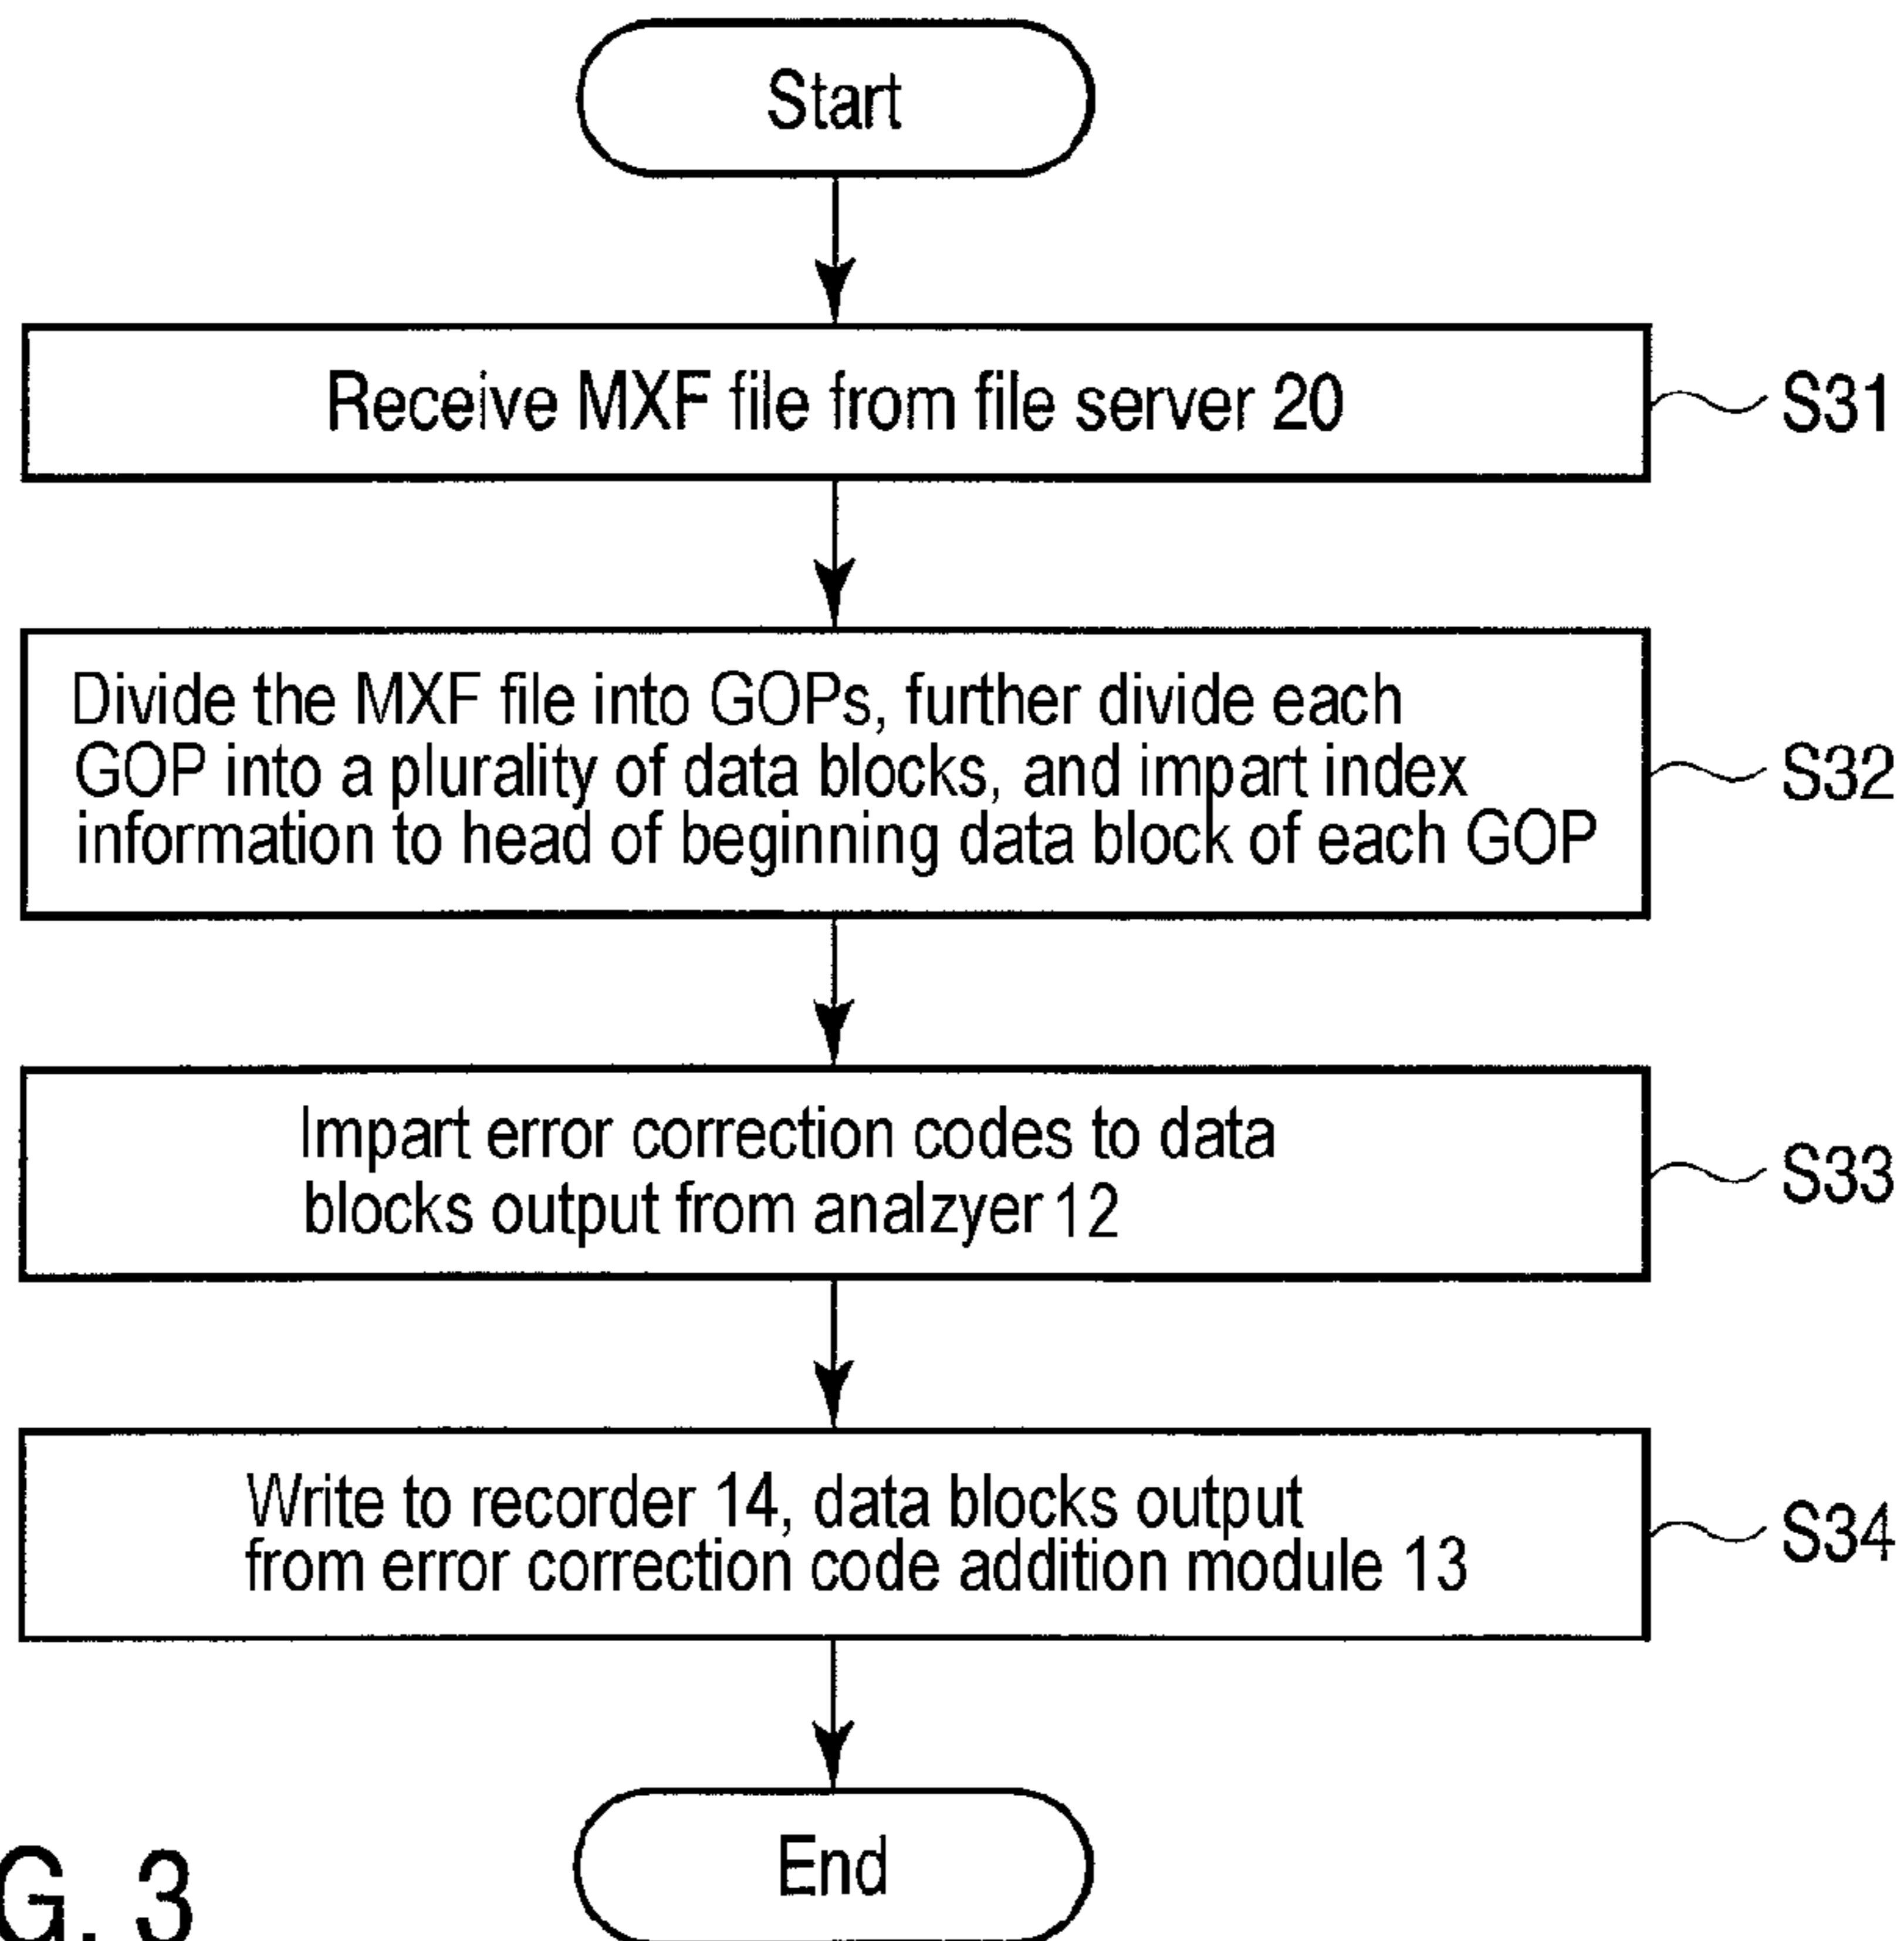 Start
Receive MXF file from file server 20
S31
Divide the MXF file into GOPs, further divide each
GOP into a plurality of data blocks, and impart index
information to head of beginning data block of each GOP
S32
Impart error correction codes to data
blocks output from analzyer 12
S33
Write to recorder 14, data blocks output
from error correction code addition module 13
S34
End
G. 3